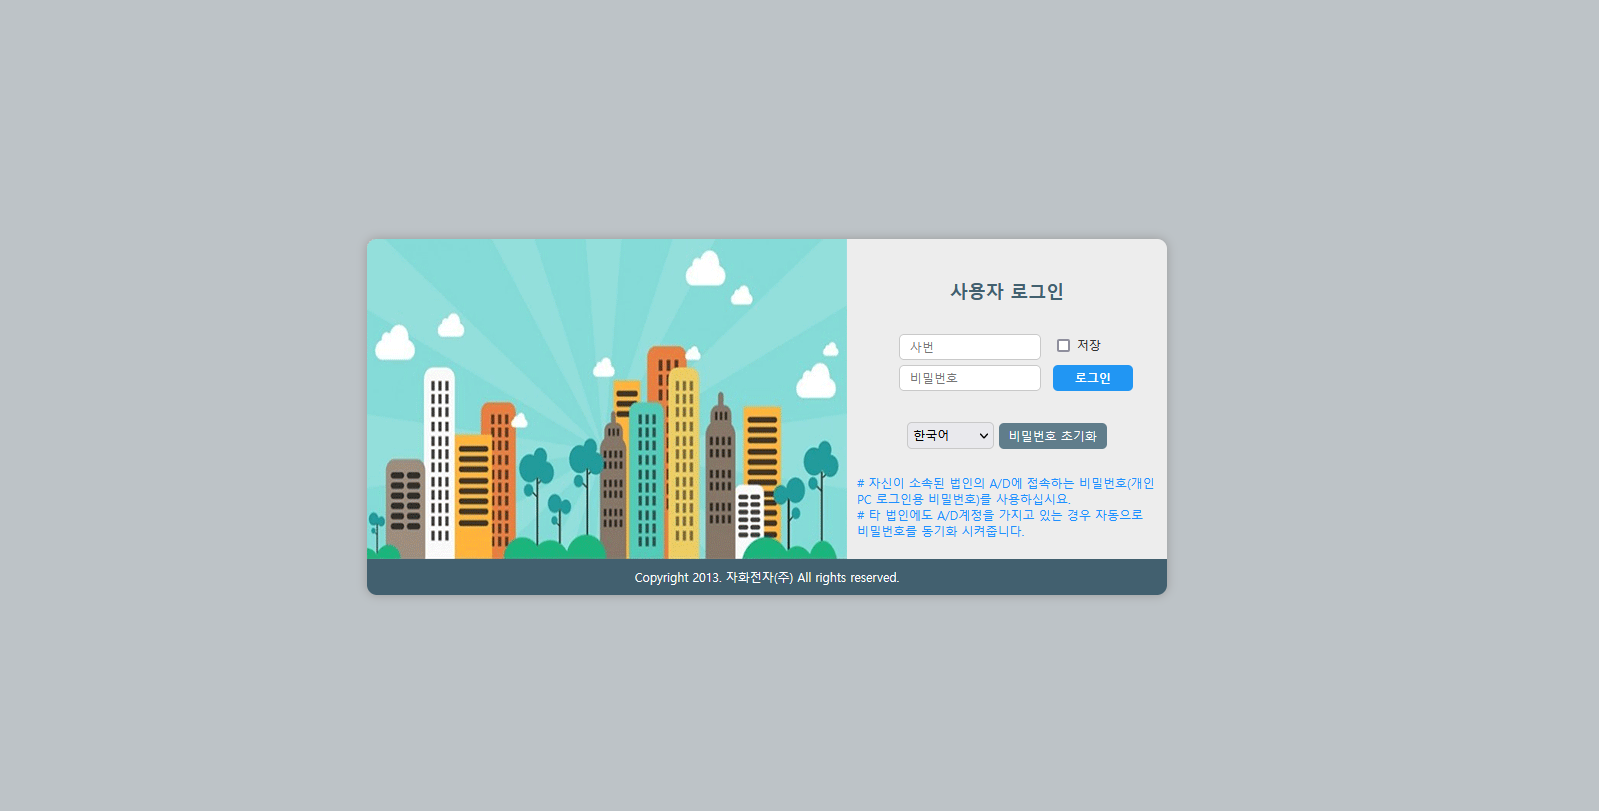 사용자 로그인
사번
저장
비밀번호
로그인
한국어
비밀번호 초기화
# 자신이 소속된 법인의 A/D에 접속하는 비밀번호(개인
PC 로그인용 비밀번호)를 사용하십시요.
# 타 법인에도 A/D계정을 가지고 있는 경우 자동으로
비밀번호를 동기화 시켜줍니다.
Copyright 2013. 자화전자(주) All rights reserved.